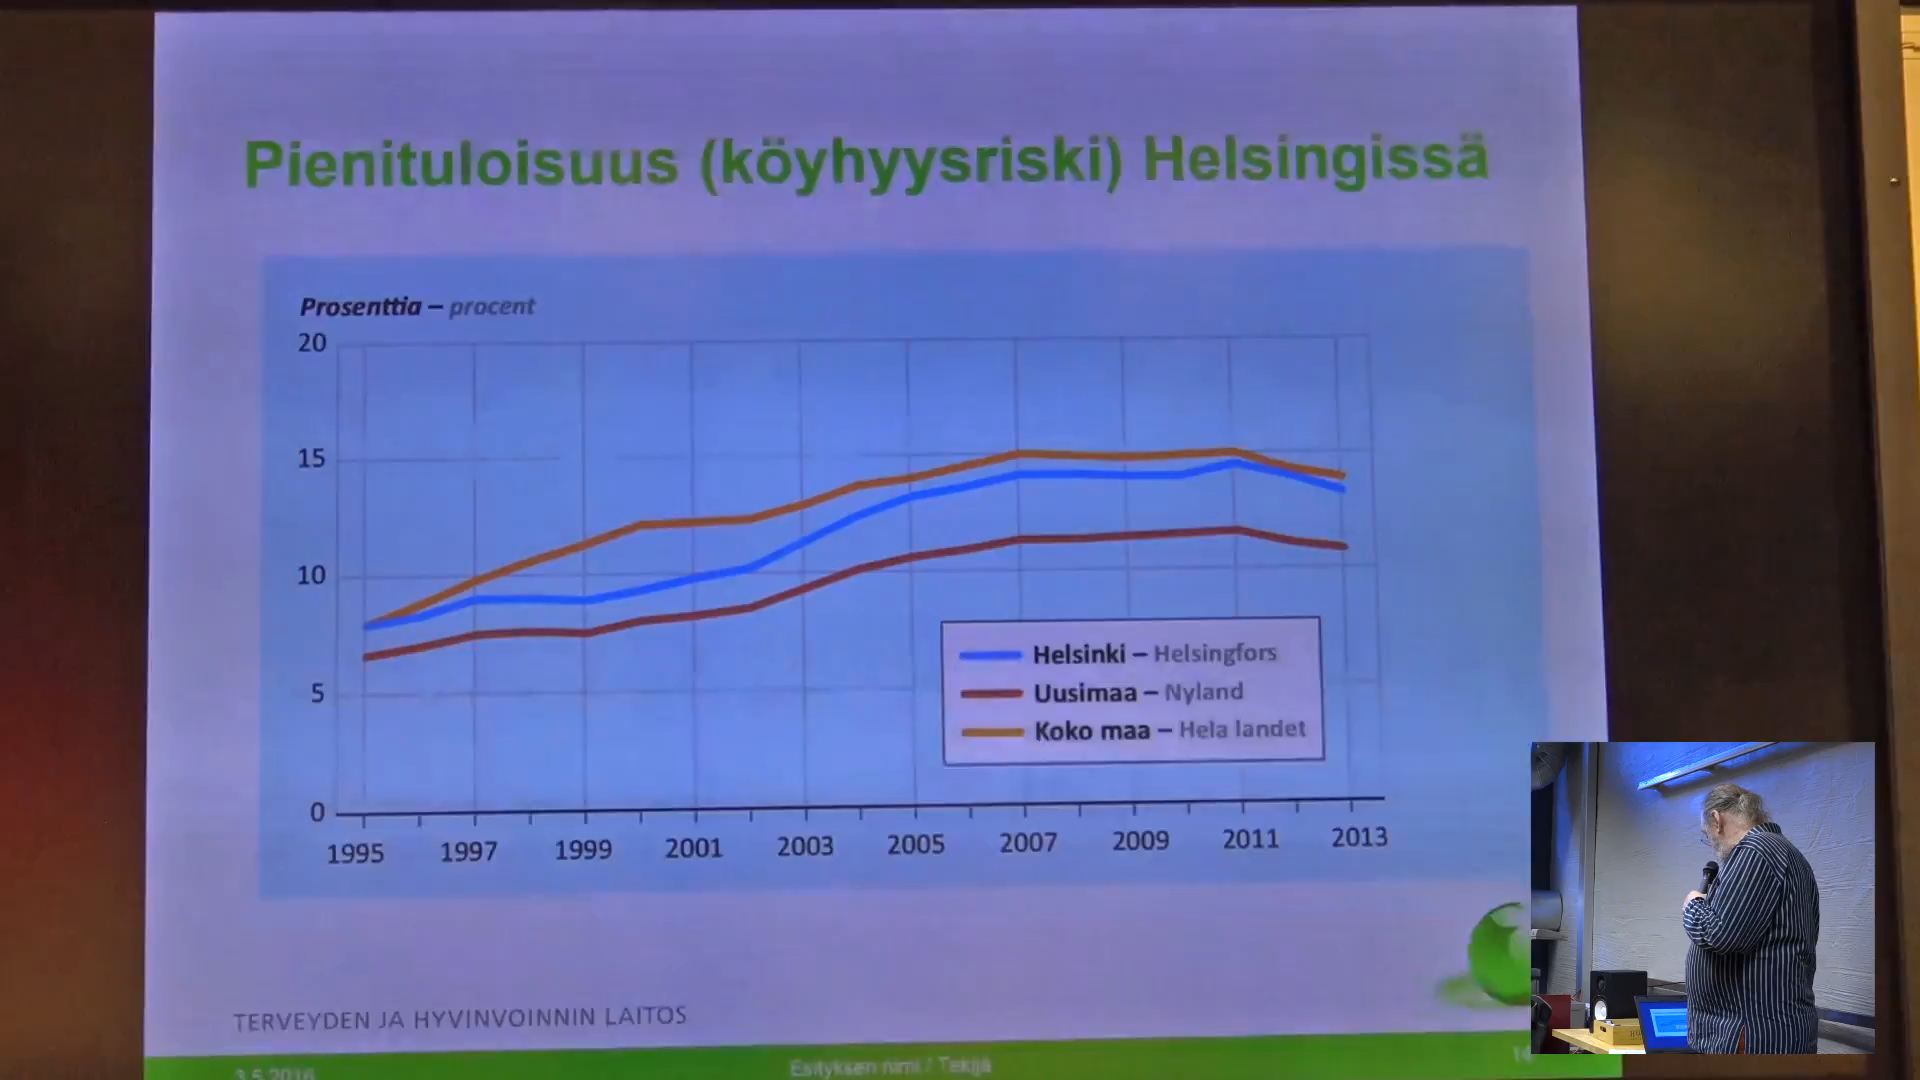 Pienituloisuus (köyhyysriski) Helsingissä
Prosenttia – procent
20
15
10
5
0
1995 1997 1999 2001 2003 2005 2007 2009 2011 2013
Helsinki – Helsingfors
Uusimaa – Nyland
Koko maa – Hela landet
TERVEYDEN JA HYVINVOINNIN LAITOS
3.5.2016
Esityksen nimi / Tekijä